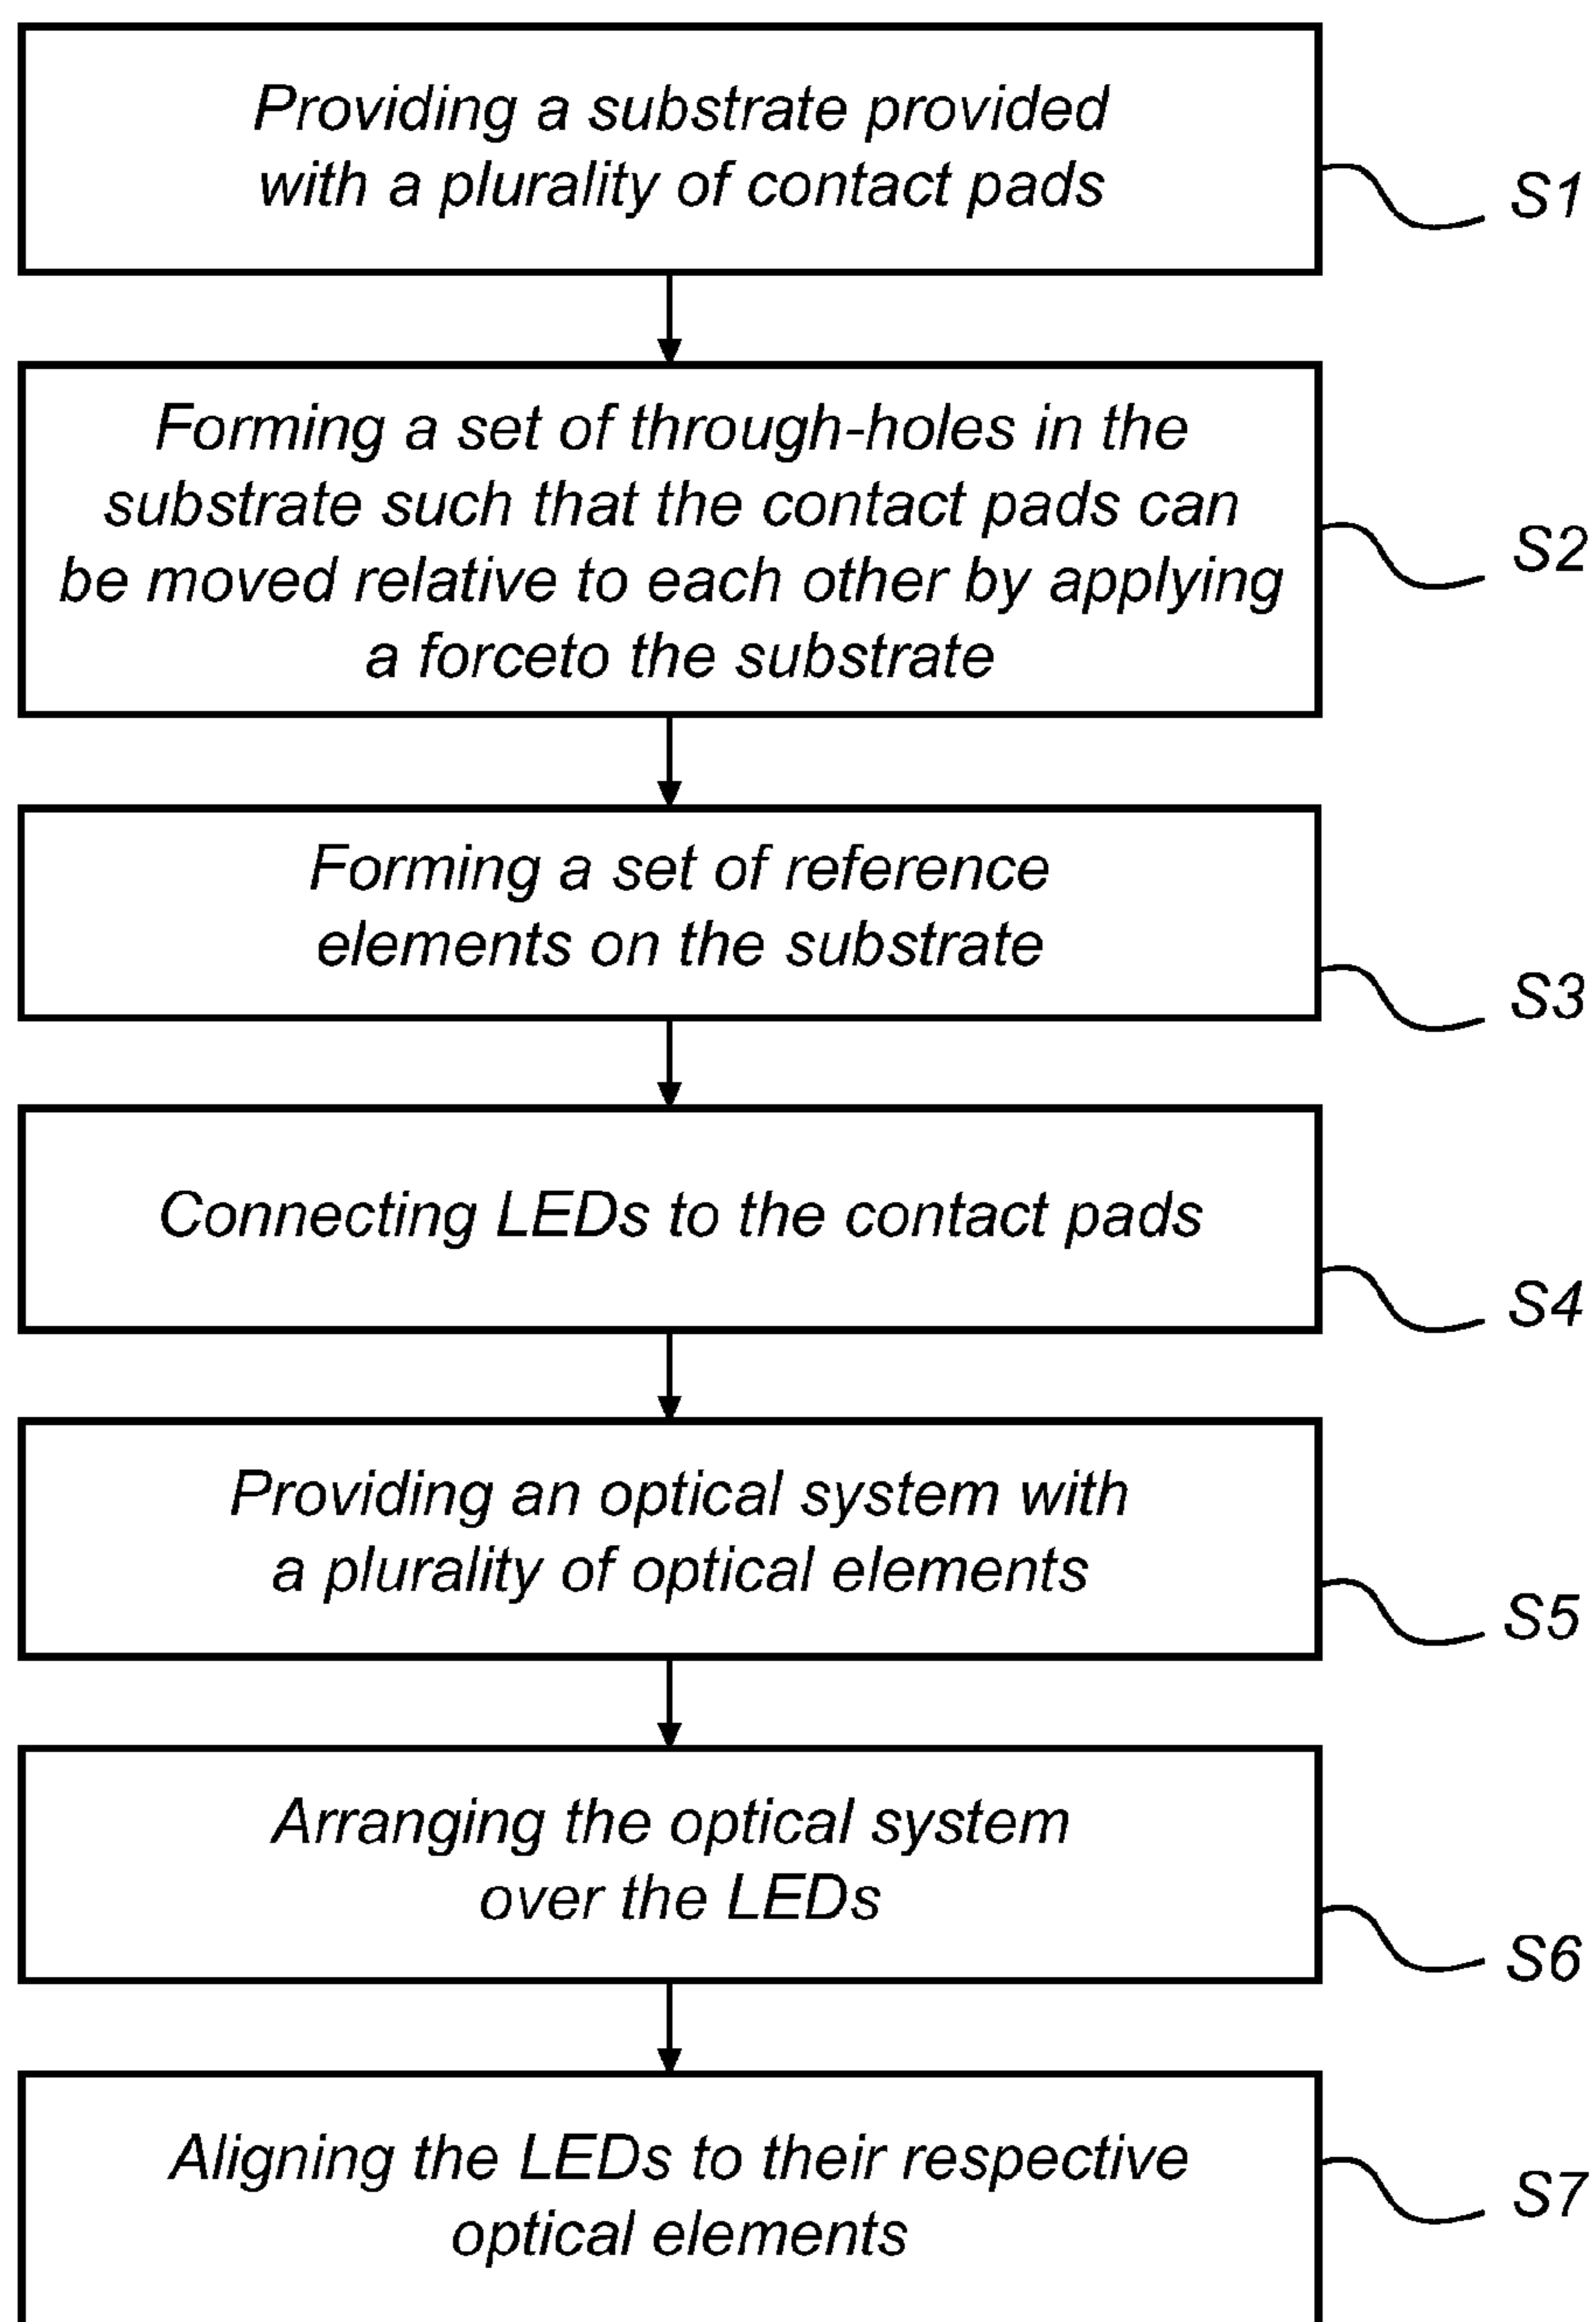 Providing a substrate provided
with a plurality of contact pads
S1
Forming a set of through-holes in the
substrate such that the contact pads can
be moved relative to each other by applying
a forceto the substrate
S2
Forming a set of reference
elements on the substrate
S3
Connecting LEDs to the contact pads
S4
Providing an optical system with
a plurality of optical elements
S5
Arranging the optical system
over the LEDs
S6
Aligning the LEDs to their respective
optical elements
S7